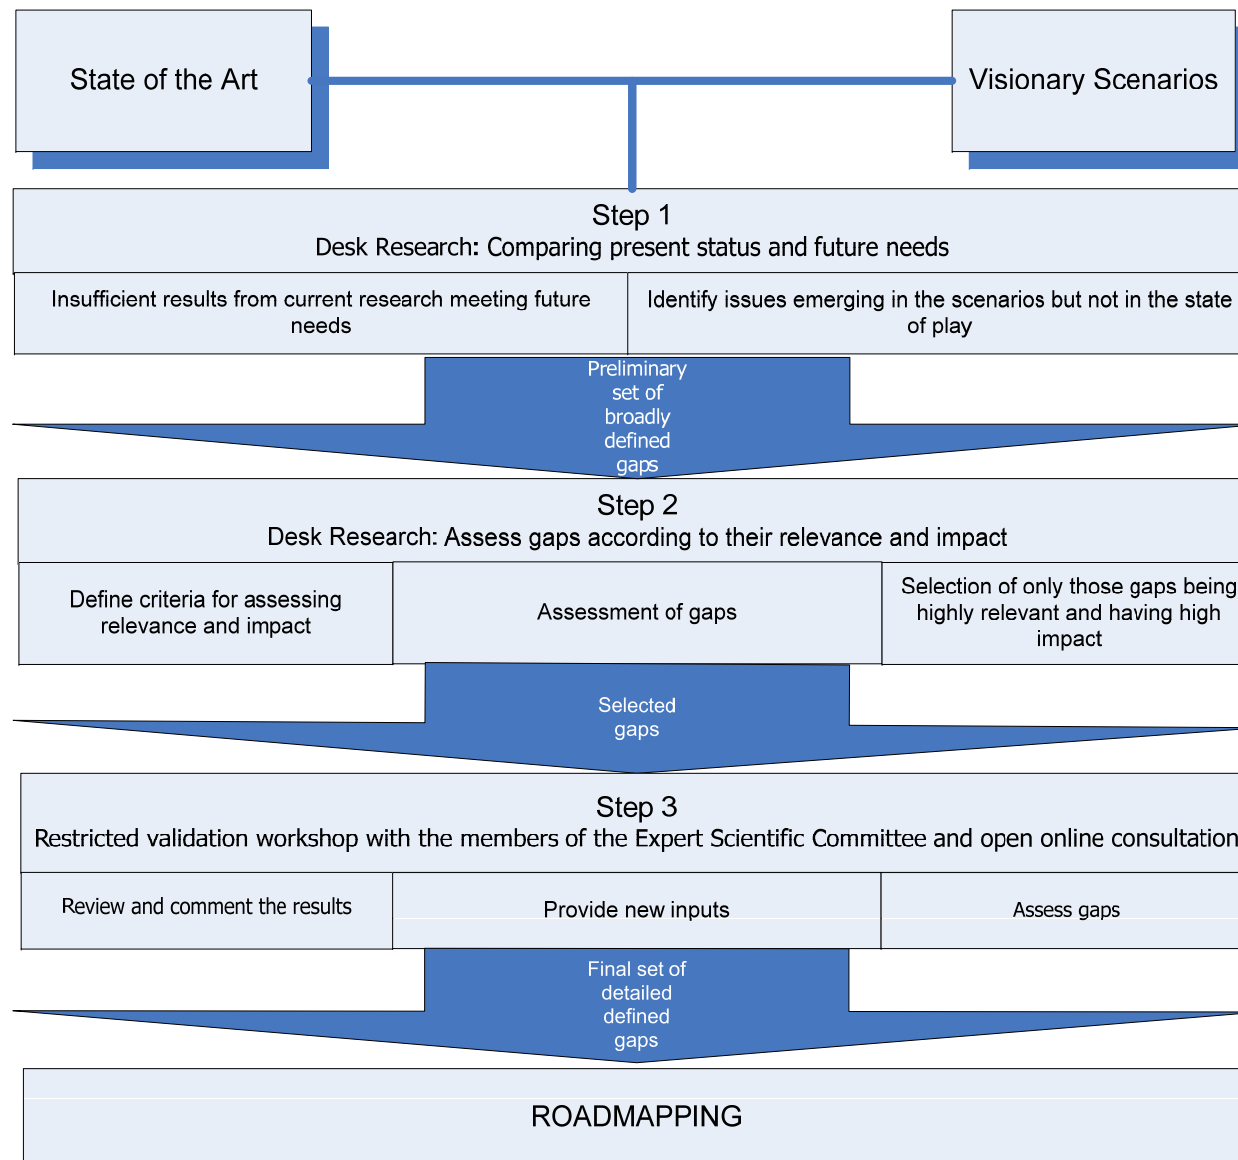 State of the Art
Visionary Scenarios
Step 1
Desk Research: Comparing present status and future needs
Insufficient results from current research meeting future
needs
Identify issues emerging in the scenarios but not in the state
of play
Preliminary
set of
broadly
defined
gaps
Step 2
Desk Research: Assess gaps according to their relevance and impact
Define criteria for assessing
relevance and impact
Assessment of gaps
Selection of only those gaps being
highly relevant and having high
impact
Selected
gaps
Step 3
Restricted validation workshop with the members of the Expert Scientific Committee and open online consultation
Review and comment the results
Provide new inputs
Assess gaps
Final set of
detailed
defined
gaps
ROADMAPPING